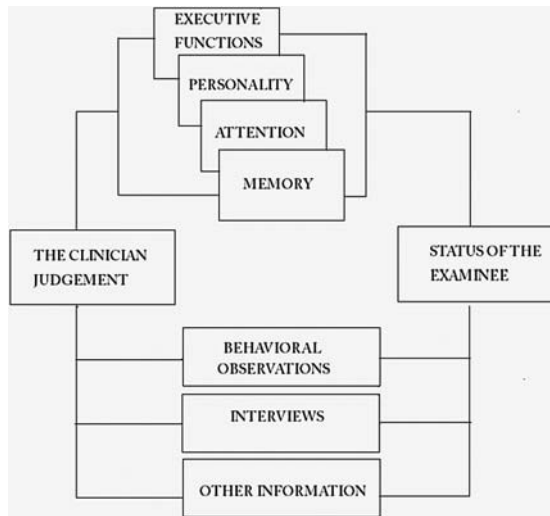 EXECUTIVE
FUNCTIONS
PERSONALITY
ATTENTION
MEMORY
THE CLINICIAN
JUDGEMENT
STATUS OF THE
EXAMINEE
BEHAVIORAL
OBSERVATIONS
INTERVIEWS
OTHER INFORMATION